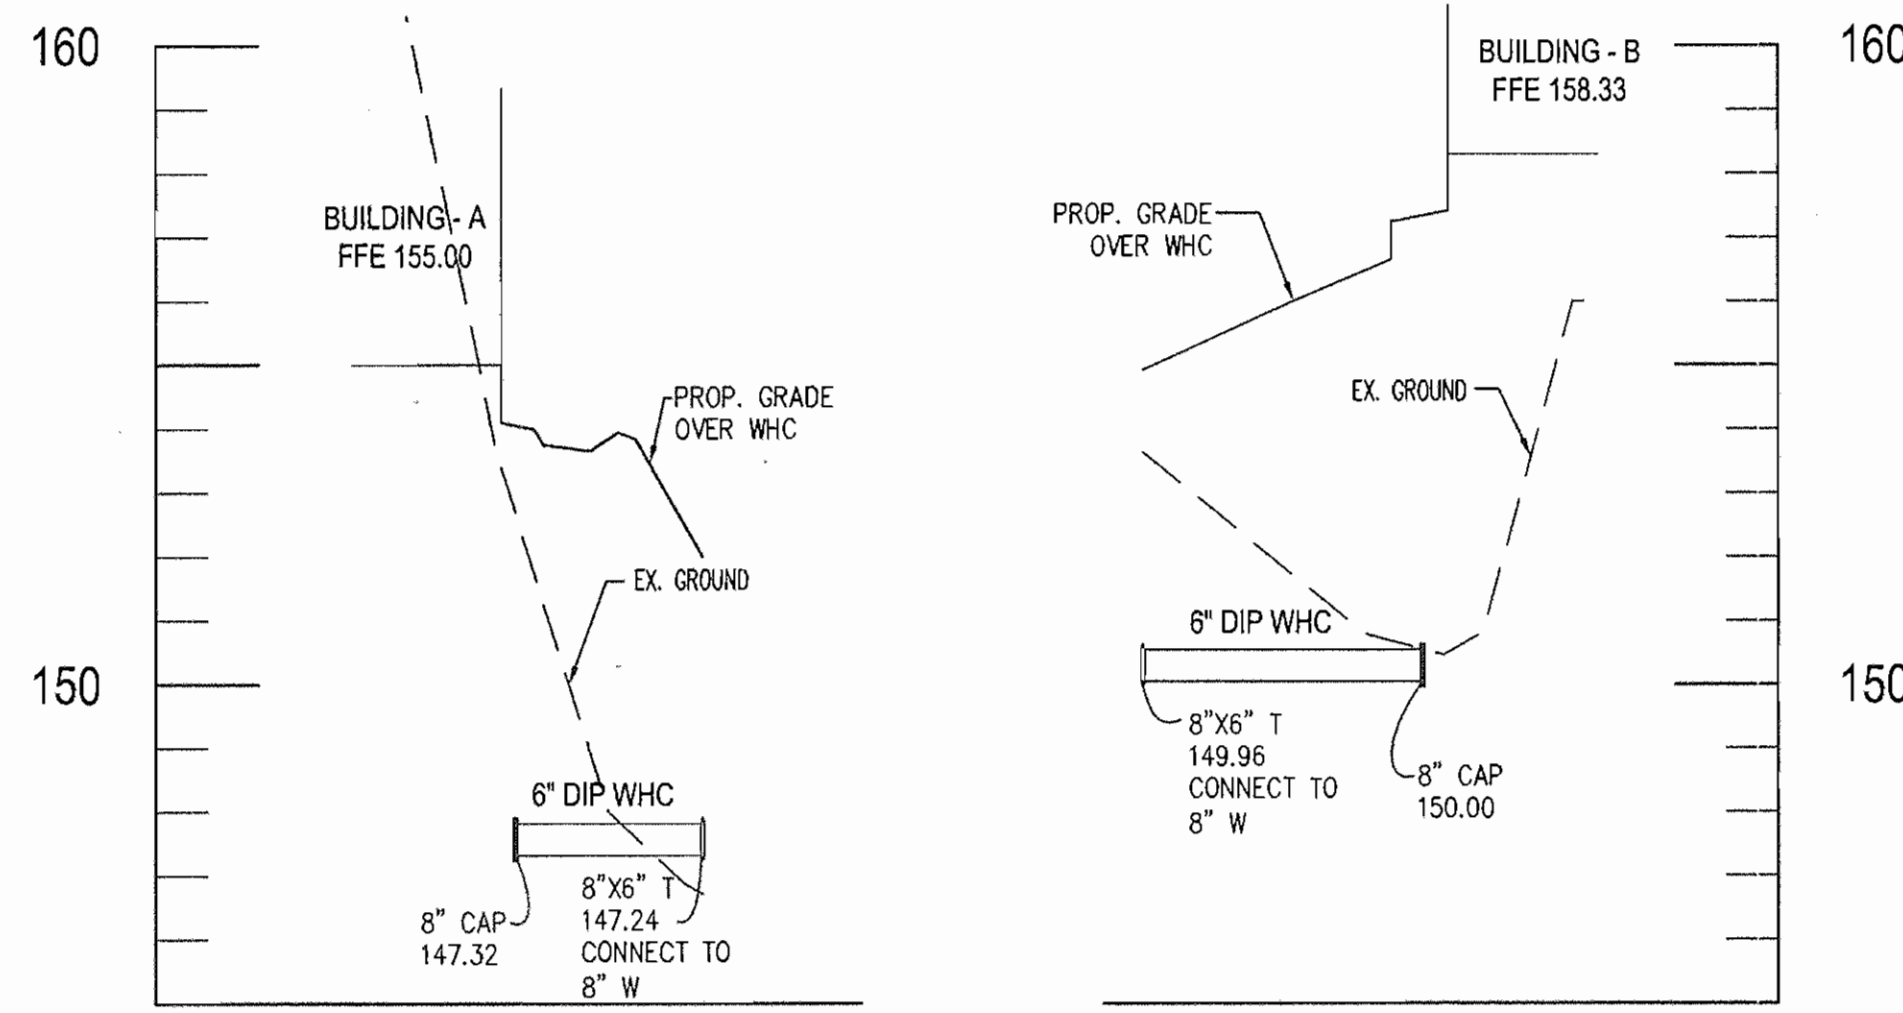 160
BUILDING - A
FFE 155.00
PROP. GRADE
OVER WHC
EX. GROUND
150
6" DIP WHC
8" CAP
147.32
8"X6" T
147.24
CONNECT TO
8" W
BUILDING - B
FFE 158.33
160
PROP. GRADE
OVER WHC
EX. GROUND
6" DIP WHC
150
8"X6" T
149.96
CONNECT TO
8" W
8" CAP
150.00